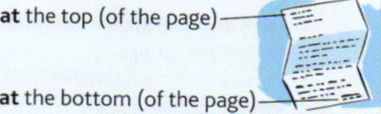 at the top (of the page)
at the bottom (of the page)